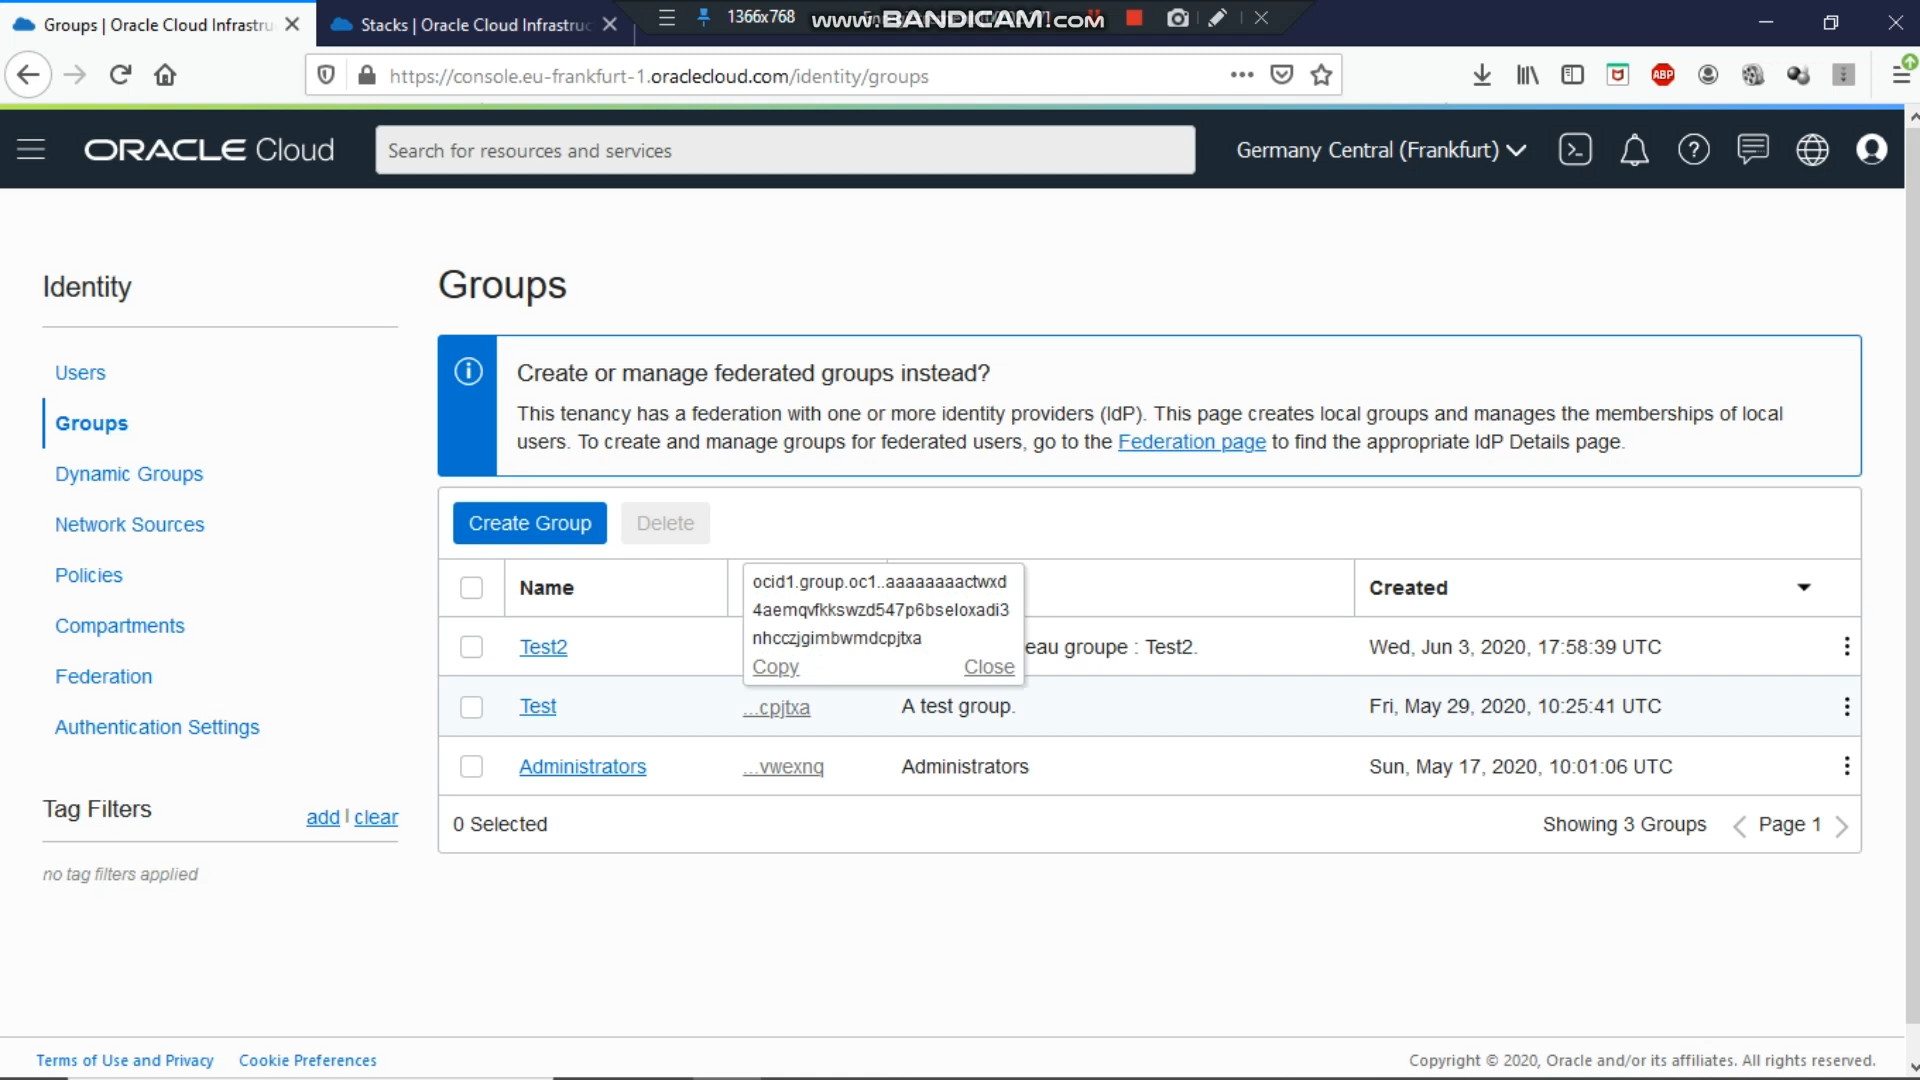 Groups | Oracle Cloud Infrastru
Stacks | Oracle Cloud Infrastruc
1366x768
www.BANDICAM.com
https://console.eu-frankfurt-1.oraclecloud.com/identity/groups
ABP
ORACLE Cloud
Search for resources and services
Germany Central (Frankfurt)
Identity
Users
Groups
Dynamic Groups
Network Sources
Policies
Compartments
Federation
Authentication Settings
Tag Filters
add | clear
no tag filters applied
Groups
Create or manage federated groups instead?
This tenancy has a federation with one or more identity providers (IdP). This page creates local groups and manages the memberships of local
users. To create and manage groups for federated users, go to the Federation page to find the appropriate IdP Details page.
Create Group Delete
Name Created
ocid1.group.oc1..aaaaaaaactwxd
4aemqvfkkswzd547p6bseloxadi3
nhcczjgimbwmdcpjtxa
Copy Close
Test2 eau groupe : Test2. Wed, Jun 3, 2020, 17:58:39 UTC
Test ...cpjtxa A test group. Fri, May 29, 2020, 10:25:41 UTC
Administrators ...vwexnq Administrators Sun, May 17, 2020, 10:01:06 UTC
0 Selected Showing 3 Groups Page 1
Terms of Use and Privacy Cookie Preferences
Copyright © 2020, Oracle and/or its affiliates. All rights reserved.